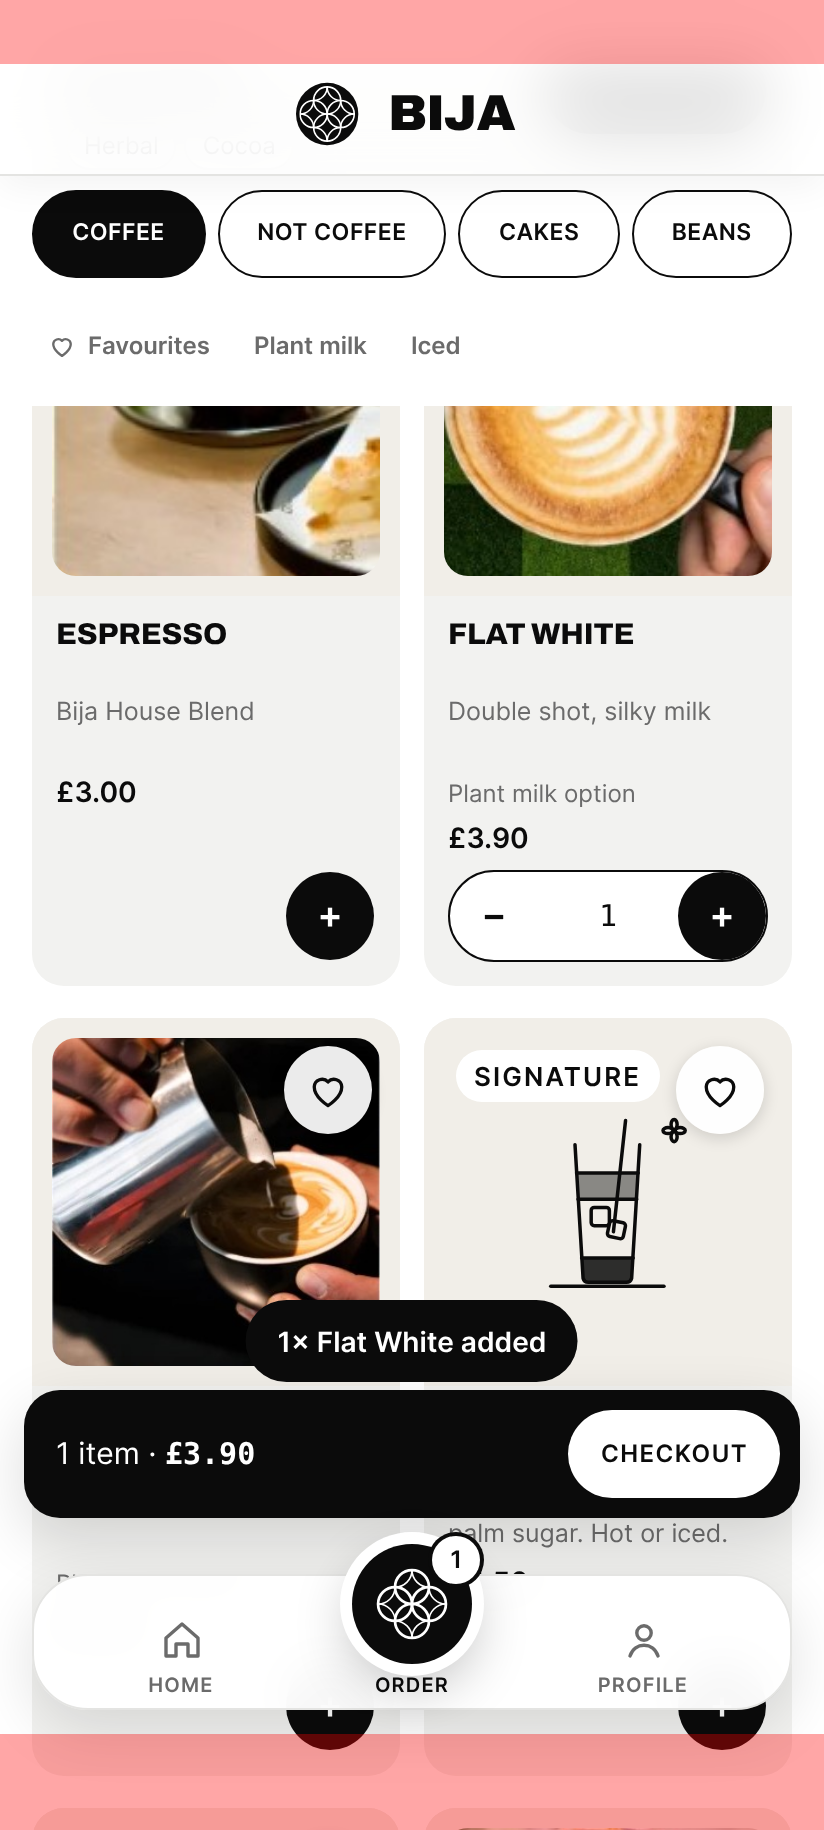 BIJA
Herbal Cocoa
COFFEE NOT COFFEE CAKES BEANS
Favourites Plant milk Iced
ESPRESSO
Bija House Blend
£3.00
+
FLAT WHITE
Double shot, silky milk
Plant milk option
£3.90
− 1 +
SIGNATURE
1× Flat White added
1 item · £3.90
CHECKOUT
palm sugar. Hot or iced.
1
HOME
ORDER
PROFILE